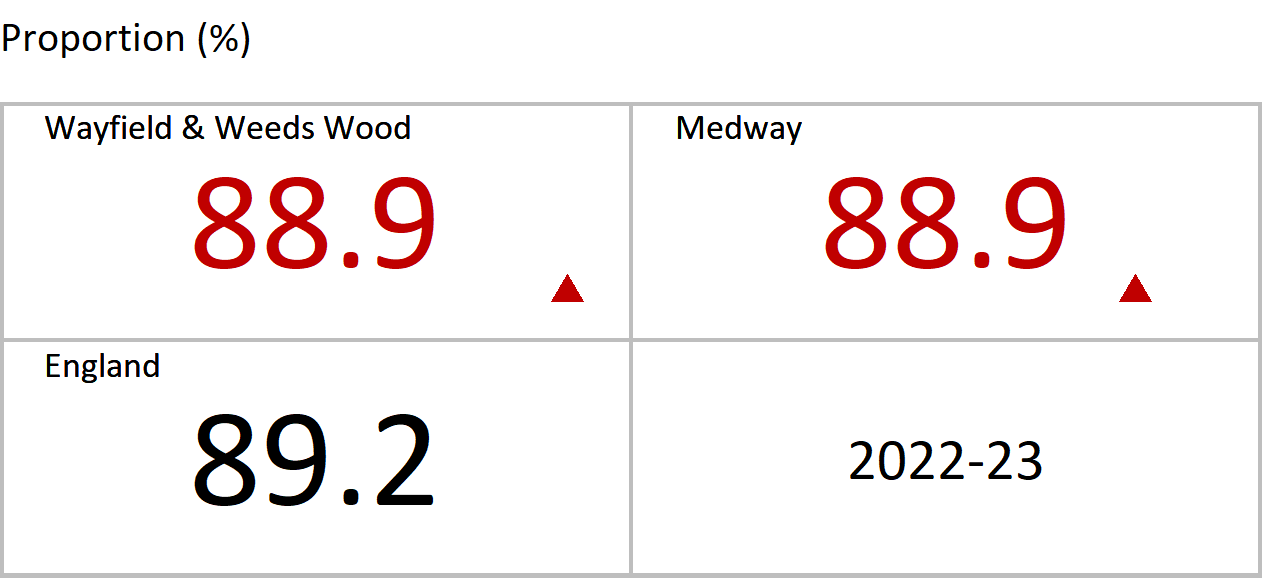 Proportion (%)
Wayfield & Weeds Wood
88.9
Medway
88.9
England
89.2
2022-23